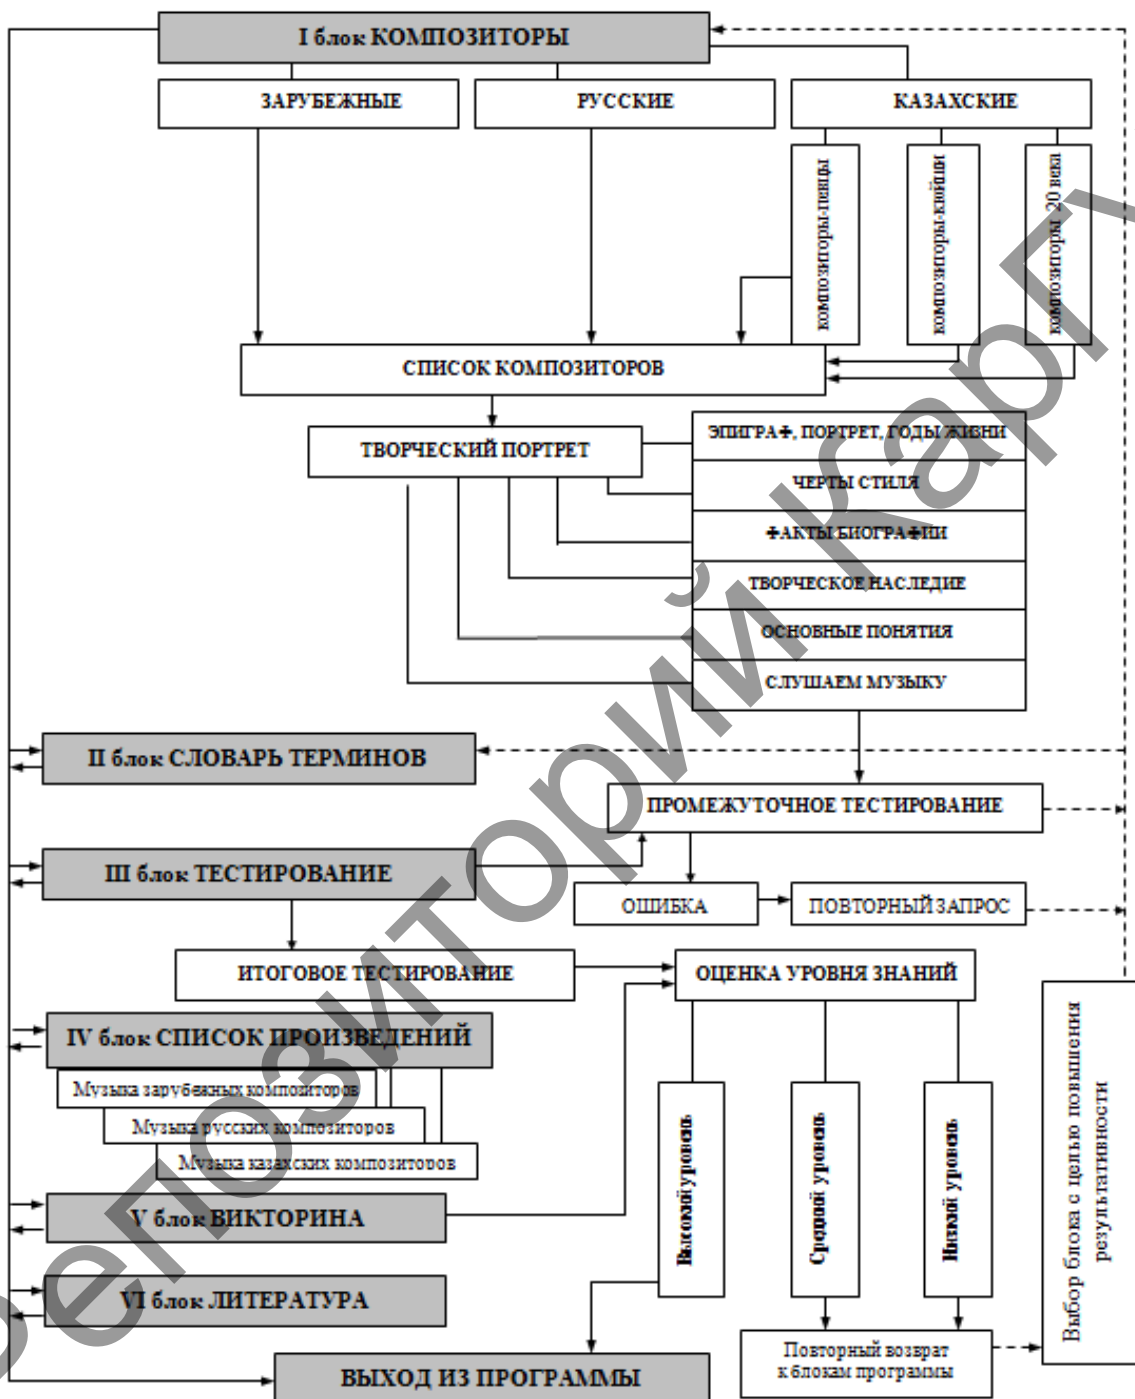 I блок КОМПОЗИТОРЫ
ЗАРУБЕЖНЫЕ
РУССКИЕ
КАЗАХСКИЕ
композиторы-певцы
композиторы-кюйши
композиторы 20 века
СПИСОК КОМПОЗИТОРОВ
ТВОРЧЕСКИЙ ПОРТРЕТ
ЭПИГРАФ, ПОРТРЕТ, ГОДЫ ЖИЗНИ
ЧЕРТЫ СТИЛЯ
ФАКТЫ БИОГРАФИИ
ТВОРЧЕСКОЕ НАСЛЕДИЕ
ОСНОВНЫЕ ПОНЯТИЯ
СЛУШАЕМ МУЗЫКУ
II блок СЛОВАРЬ ТЕРМИНОВ
ПРОМЕЖУТОЧНОЕ ТЕСТИРОВАНИЕ
III блок ТЕСТИРОВАНИЕ
ОШИБКА
ПОВТОРНЫЙ ЗАПРОС
ИТОГОВОЕ ТЕСТИРОВАНИЕ
ОЦЕНКА УРОВНЯ ЗНАНИЙ
IV блок СПИСОК ПРОИЗВЕДЕНИЙ
Музыка зарубежных композиторов
Музыка русских композиторов
Музыка казахских композиторов
Высокий уровень
Средний уровень
Низкий уровень
Выбор блока с целью повышения
результативности
V блок ВИКТОРИНА
VI блок ЛИТЕРАТУРА
Повторный возврат
к блокам программы
ВЫХОД ИЗ ПРОГРАММЫ
Репозиторий КарГУ